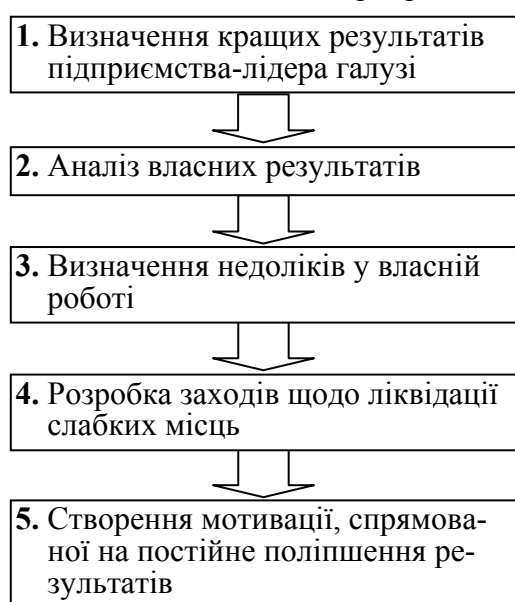 1. Визначення кращих результатів
підприємства-лідера галузі
2. Аналіз власних результатів
3. Визначення недоліків у власній
роботі
4. Розробка заходів щодо ліквідації
слабких місць
5. Створення мотивації, спрямова-
ної на постійне поліпшення ре-
зультатів